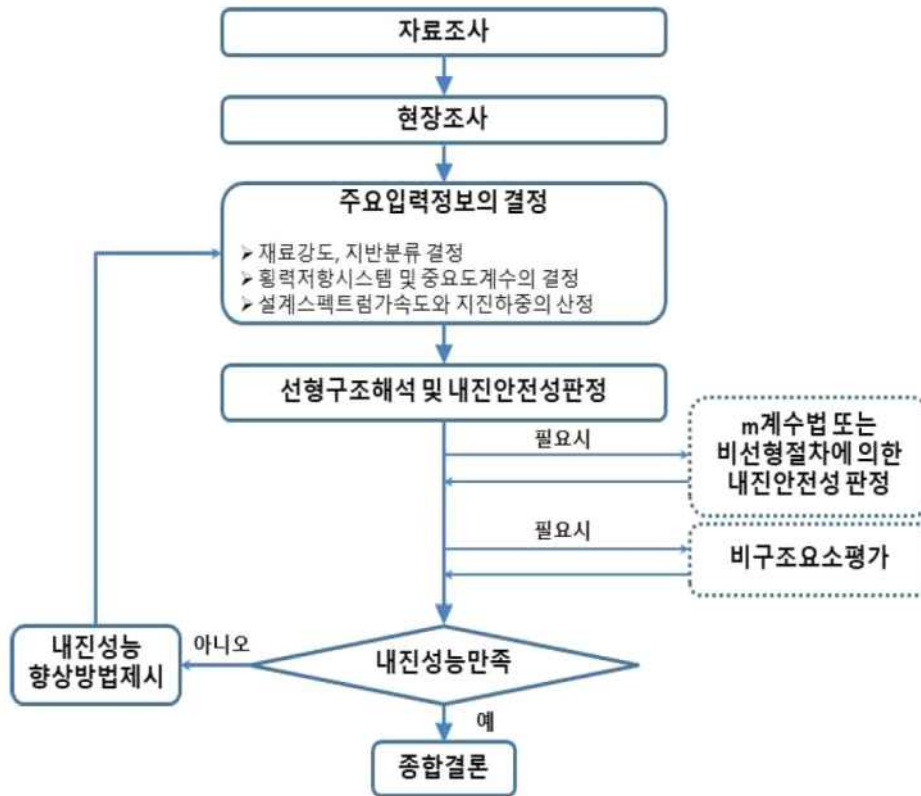 자료조사
현장조사
주요입력정보의 결정
➢ 재료강도, 지반분류 결정
➢ 횡력저항시스템 및 중요도계수의 결정
➢ 설계스펙트럼가속도와 지진하중의 산정
선형구조해석 및 내진안전성판정
필요시
m계수법 또는
비선형절차에 의한
내진안전성 판정
필요시
비구조요소평가
내진성능
향상방법제시
아니오
내진성능만족
예
종합결론